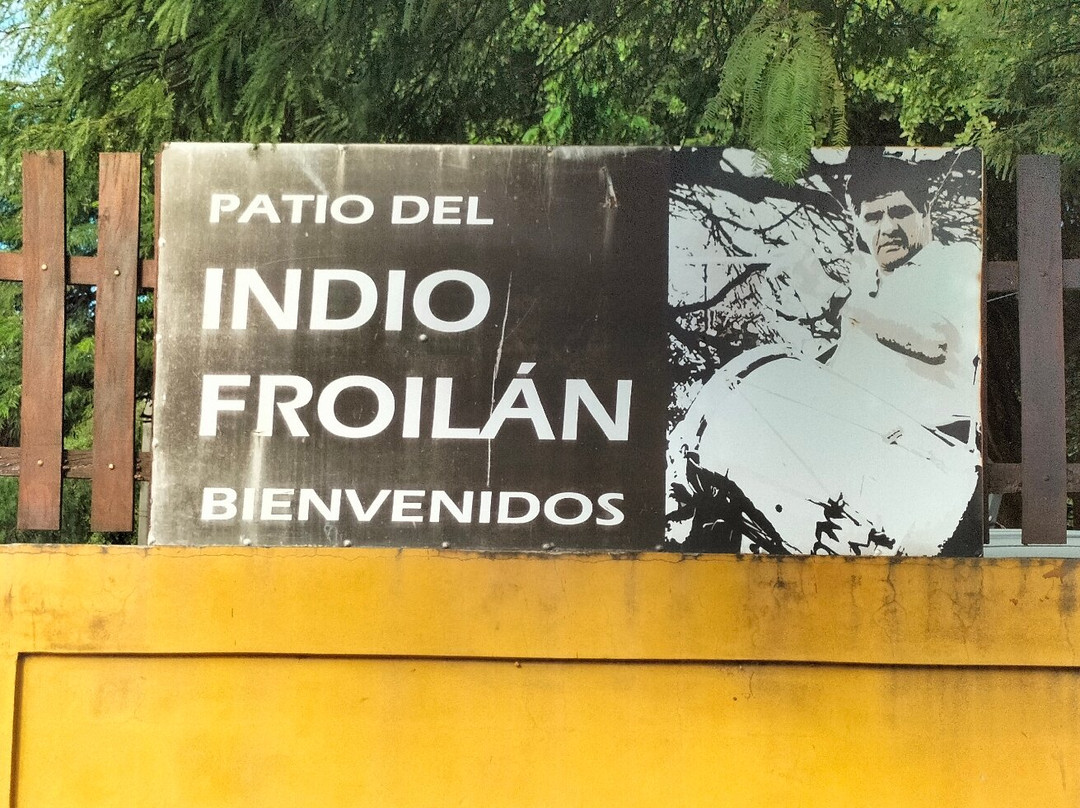 PATIO DEL
INDIO
FROILÁN
BIENVENIDOS